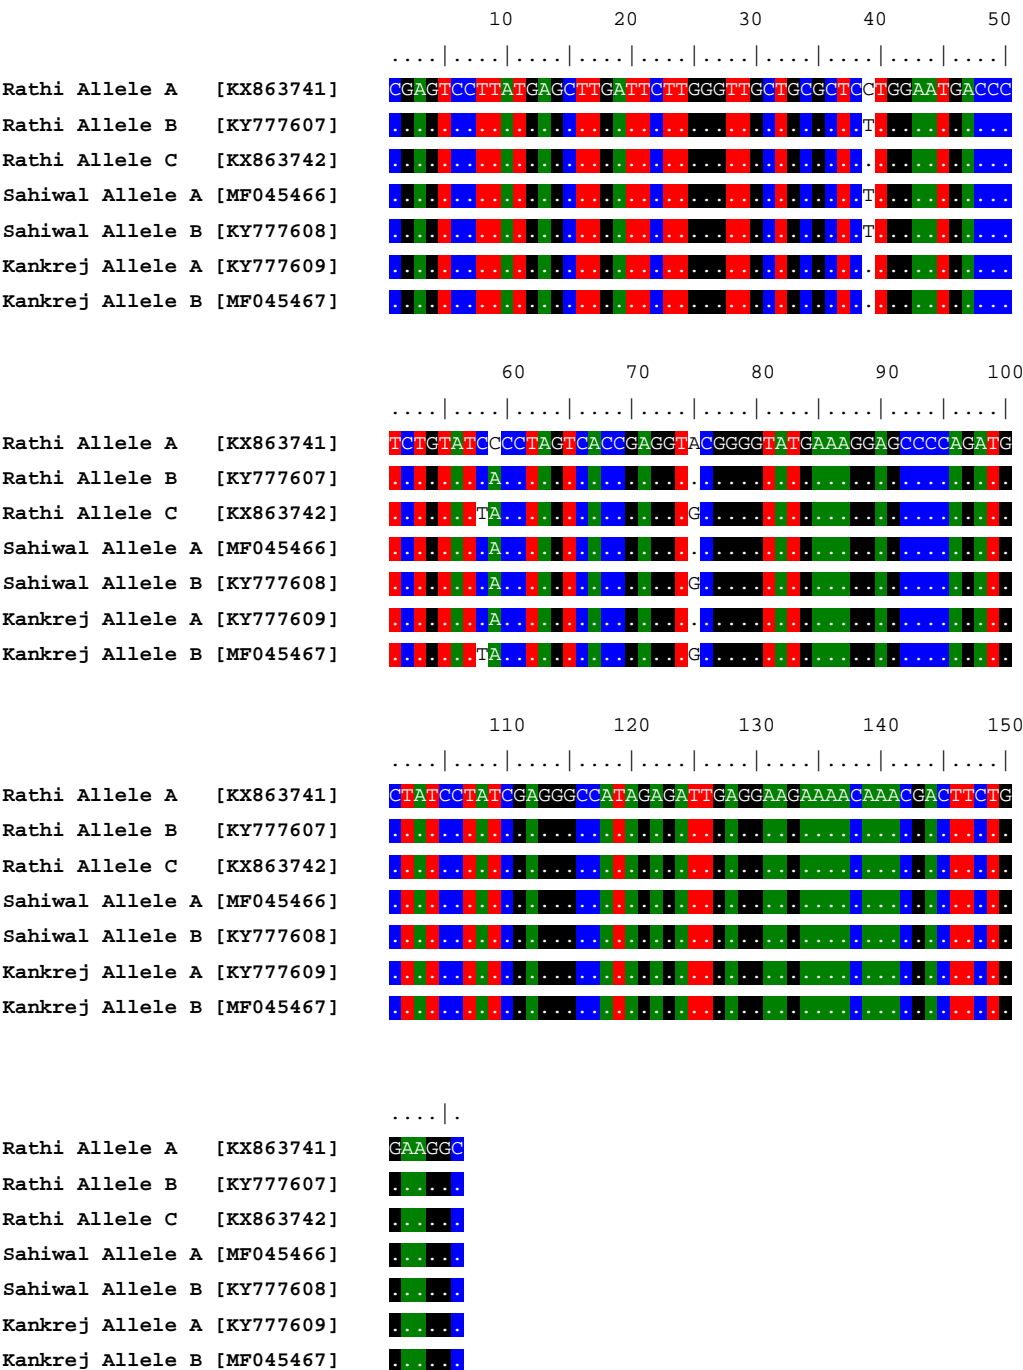 10 20 30 40 50
....|....|....|....|....|....|....|....|....|....|
Rathi Allele A [KX863741] CGAGTCCTTATGAGCTTGATTCTTGGGTTGCTGCGCTCCTGGAATGACCC
Rathi Allele B [KY777607] ......................................T...........
Rathi Allele C [KX863742] ..................................................
Sahiwal Allele A [MF045466] ......................................T...........
Sahiwal Allele B [KY777608] ......................................T...........
Kankrej Allele A [KY777609] ..................................................
Kankrej Allele B [MF045467] ..................................................
60 70 80 90 100
....|....|....|....|....|....|....|....|....|....|
Rathi Allele A [KX863741] TCTGTATCCCCTAGTCACCGAGGTACGGGGTATGAAAGGAGCCCCAGATG
Rathi Allele B [KY777607] ........A.........................................
Rathi Allele C [KX863742] .......TA...............G.........................
Sahiwal Allele A [MF045466] ........A.........................................
Sahiwal Allele B [KY777608] ........A...............G.........................
Kankrej Allele A [KY777609] ........A.........................................
Kankrej Allele B [MF045467] .......TA...............G.........................
110 120 130 140 150
....|....|....|....|....|....|....|....|....|....|
Rathi Allele A [KX863741] CTATCCTATCGAGGGCCATAGAGATTGAGGAAGAAAACAAACGACTTCTG
Rathi Allele B [KY777607] ..................................................
Rathi Allele C [KX863742] ..................................................
Sahiwal Allele A [MF045466] ..................................................
Sahiwal Allele B [KY777608] ..................................................
Kankrej Allele A [KY777609] ..................................................
Kankrej Allele B [MF045467] ..................................................
....|.
Rathi Allele A [KX863741] GAAGGC
Rathi Allele B [KY777607] ......
Rathi Allele C [KX863742] ......
Sahiwal Allele A [MF045466] ......
Sahiwal Allele B [KY777608] ......
Kankrej Allele A [KY777609] ......
Kankrej Allele B [MF045467] ......